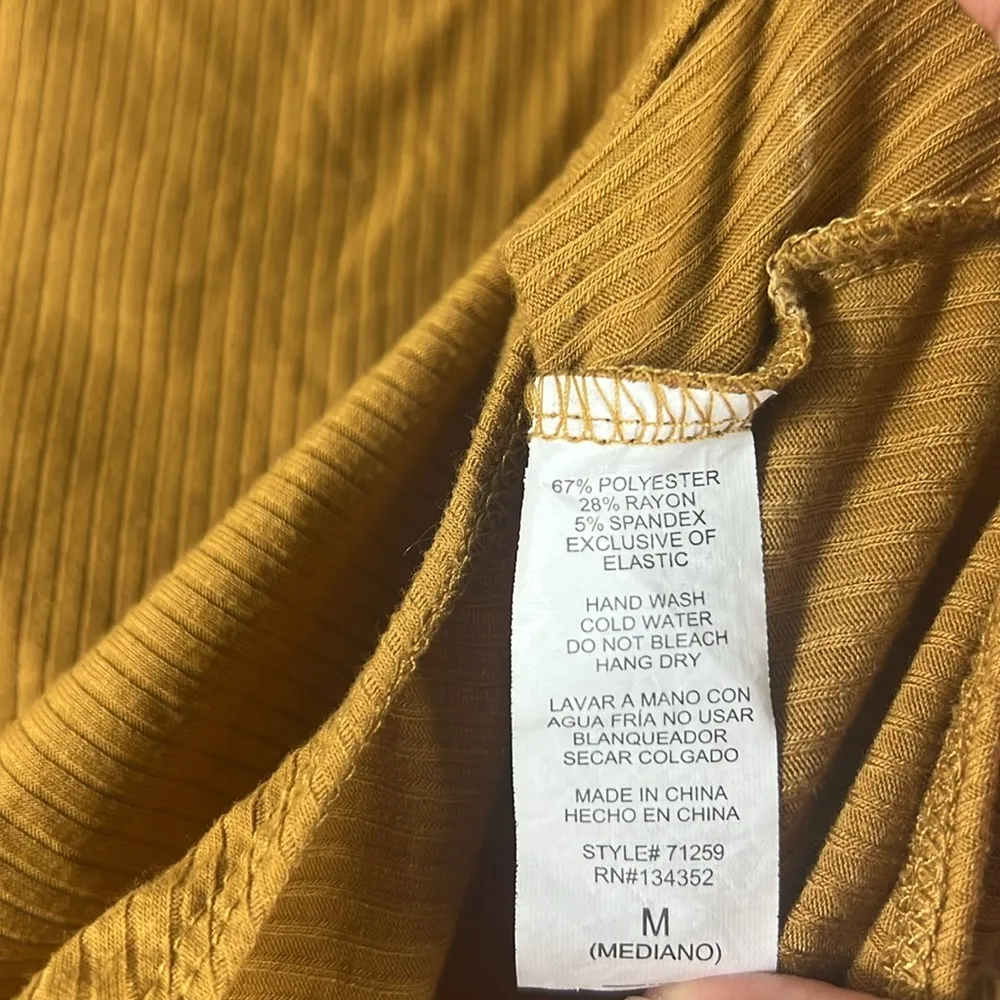 67% POLYESTER
28% RAYON
5% SPANDEX
EXCLUSIVE OF
ELASTIC
HAND WASH
COLD WATER
DO NOT BLEACH
HANG DRY
LAVAR A MANO CON
AGUA FRÍA NO USAR
BLANQUEADOR
SECAR COLGADO
MADE IN CHINA
HECHO EN CHINA
STYLE# 71259
RN#134352
M
(MEDIANO)